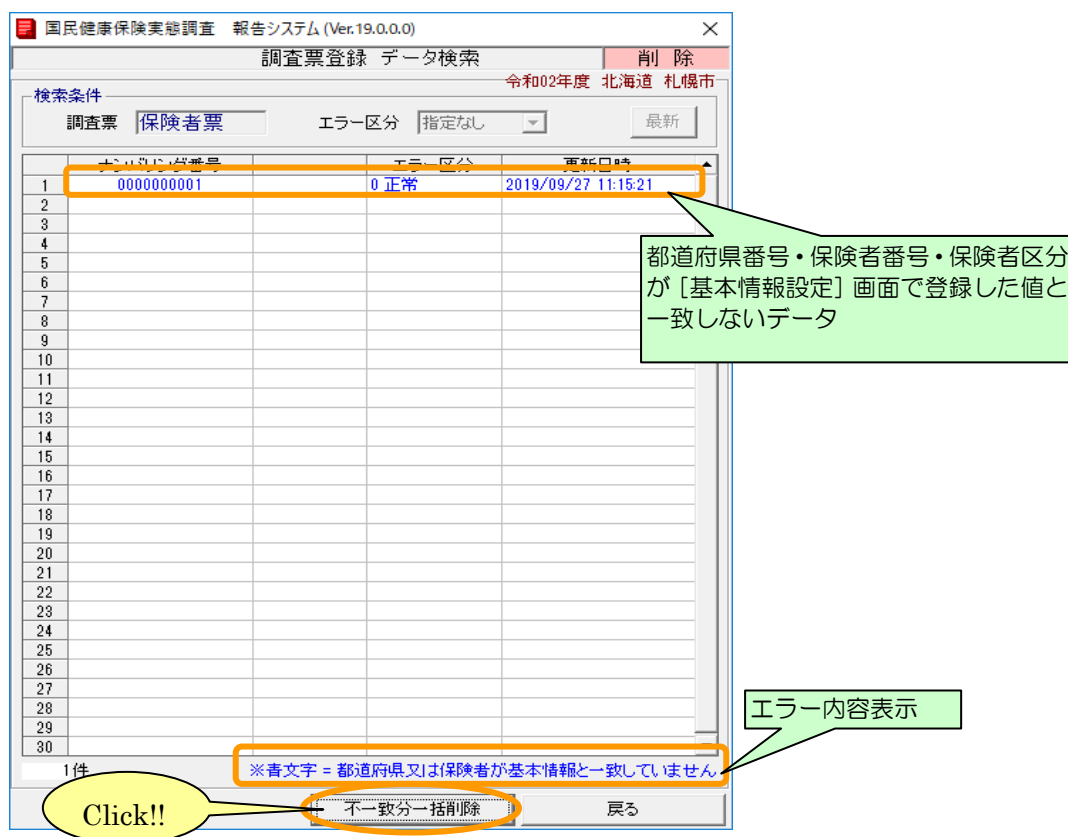 国民健康保険実態調査 報告システム (Ver.19.0.0.0)
調査票登録 データ検索 削 除
令和02年度 北海道 札幌市
検索条件
調査票 保険者票 エラー区分 指定なし 最新
ナンバリング番号 エラー区分 更新日時
1 0000000001 0 正常 2019/09/27 11:15:21
2
3
4
5
6
7
8
9
10
11
12
13
14
15
16
17
18
19
20
21
22
23
24
25
26
27
28
29
30
都道府県番号・保険者番号・保険者区分
が［基本情報設定］画面で登録した値と
一致しないデータ
エラー内容表示
1件 ※青文字 = 都道府県又は保険者が基本情報と一致していません
Click!!
不一致分一括削除 戻る